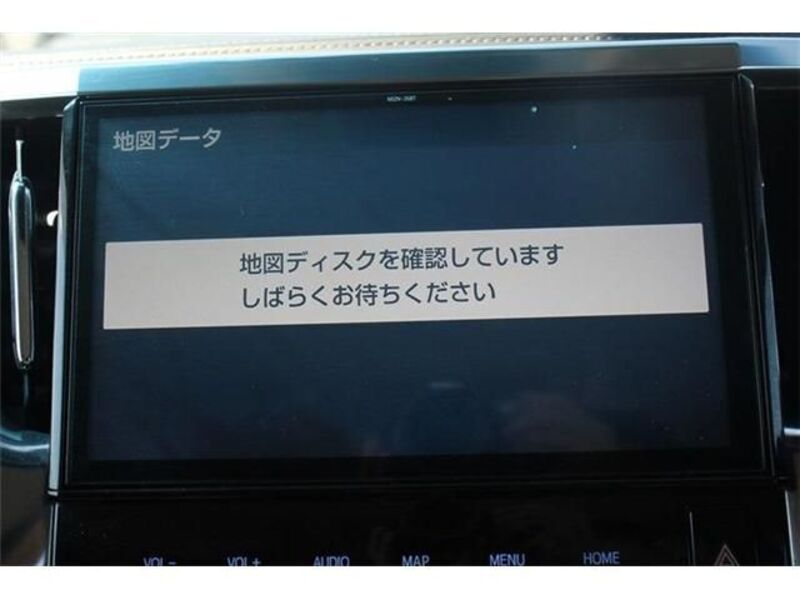 地図データ
地図ディスクを確認しています
しばらくお待ちください
VOL- VOL+ AUDIO MAP MENU HOME